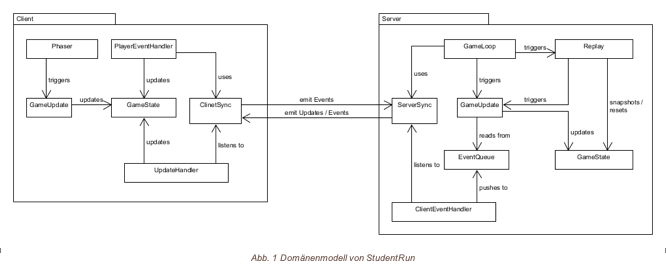 Client
Server
Phaser
PlayerEventHandler
GameLoop
triggers
Replay
triggers
updates
uses
uses
triggers
GameUpdate
updates
GameState
ClinetSync
emit Events
emit Updates / Events
ServerSync
GameUpdate
triggers
snapshots /
resets
updates
listens to
reads from
updates
UpdateHandler
listens to
EventQueue
GameState
pushes to
ClientEventHandler
Abb. 1 Domänenmodell von StudentRun